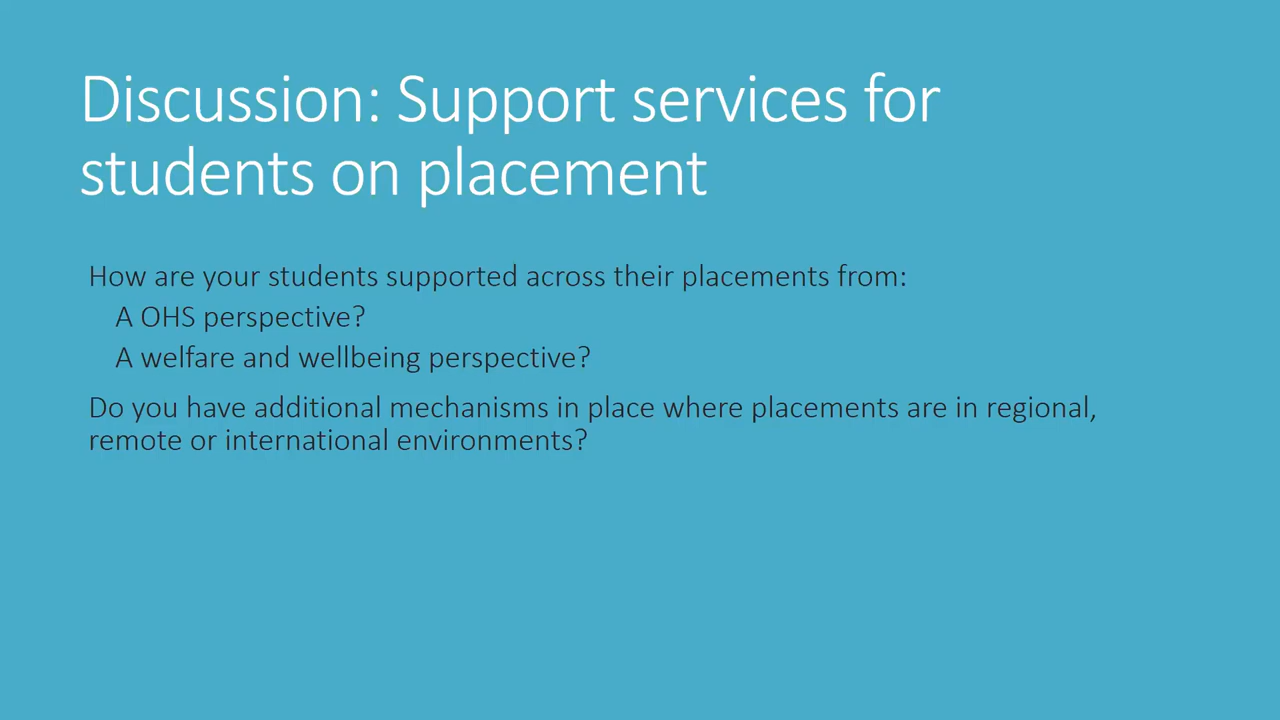 Discussion: Support services for
students on placement
How are your students supported across their placements from:
A OHS perspective?
A welfare and wellbeing perspective?
Do you have additional mechanisms in place where placements are in regional,
remote or international environments?